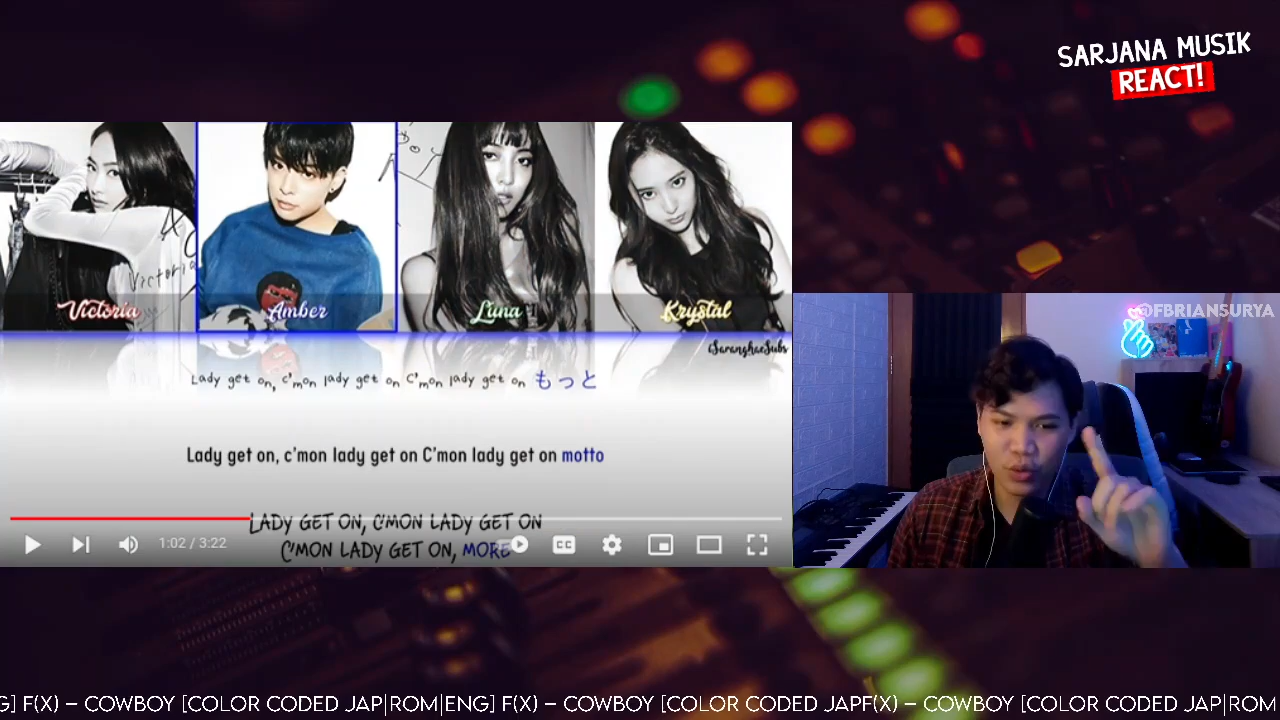 SARJANA MUSIK
REACT!
Victoria
Amber
Luna
Krystal
iSaranghaeSubs
@FBRIANSURYA
Lady get on, c'mon lady get on C'mon lady get on もっと
Lady get on, c'mon lady get on C'mon lady get on motto
LADY GET ON, C'MON LADY GET ON
C'MON LADY GET ON, MORE
1:02 / 3:22
CC
G] F(X) – COWBOY [COLOR CODED JAP|ROM|ENG] F(X) – COWBOY [COLOR CODED JAPF(X) – COWBOY [COLOR CODED JAP|ROM